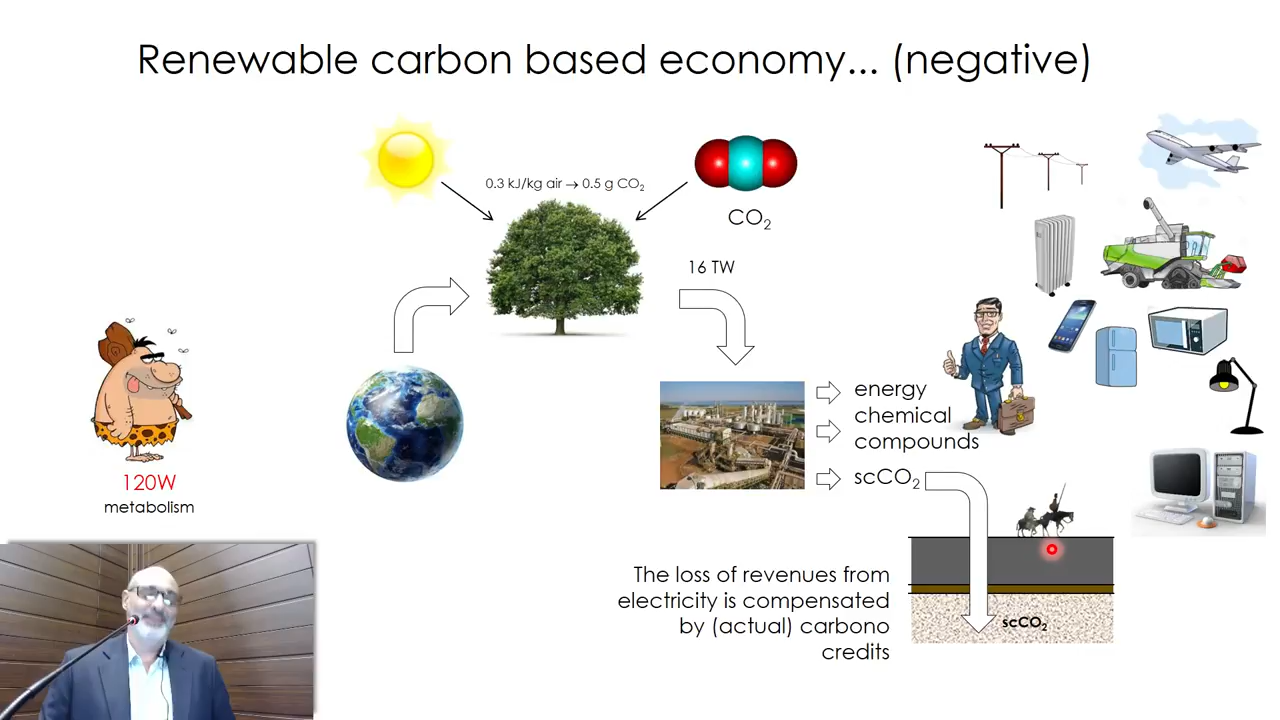 Renewable carbon based economy... (negative)
0.3 kJ/kg air → 0.5 g CO₂
CO₂
16 TW
energy
chemical
compounds
scCO₂
120W
metabolism
The loss of revenues from
electricity is compensated
by (actual) carbono
credits
scCO₂